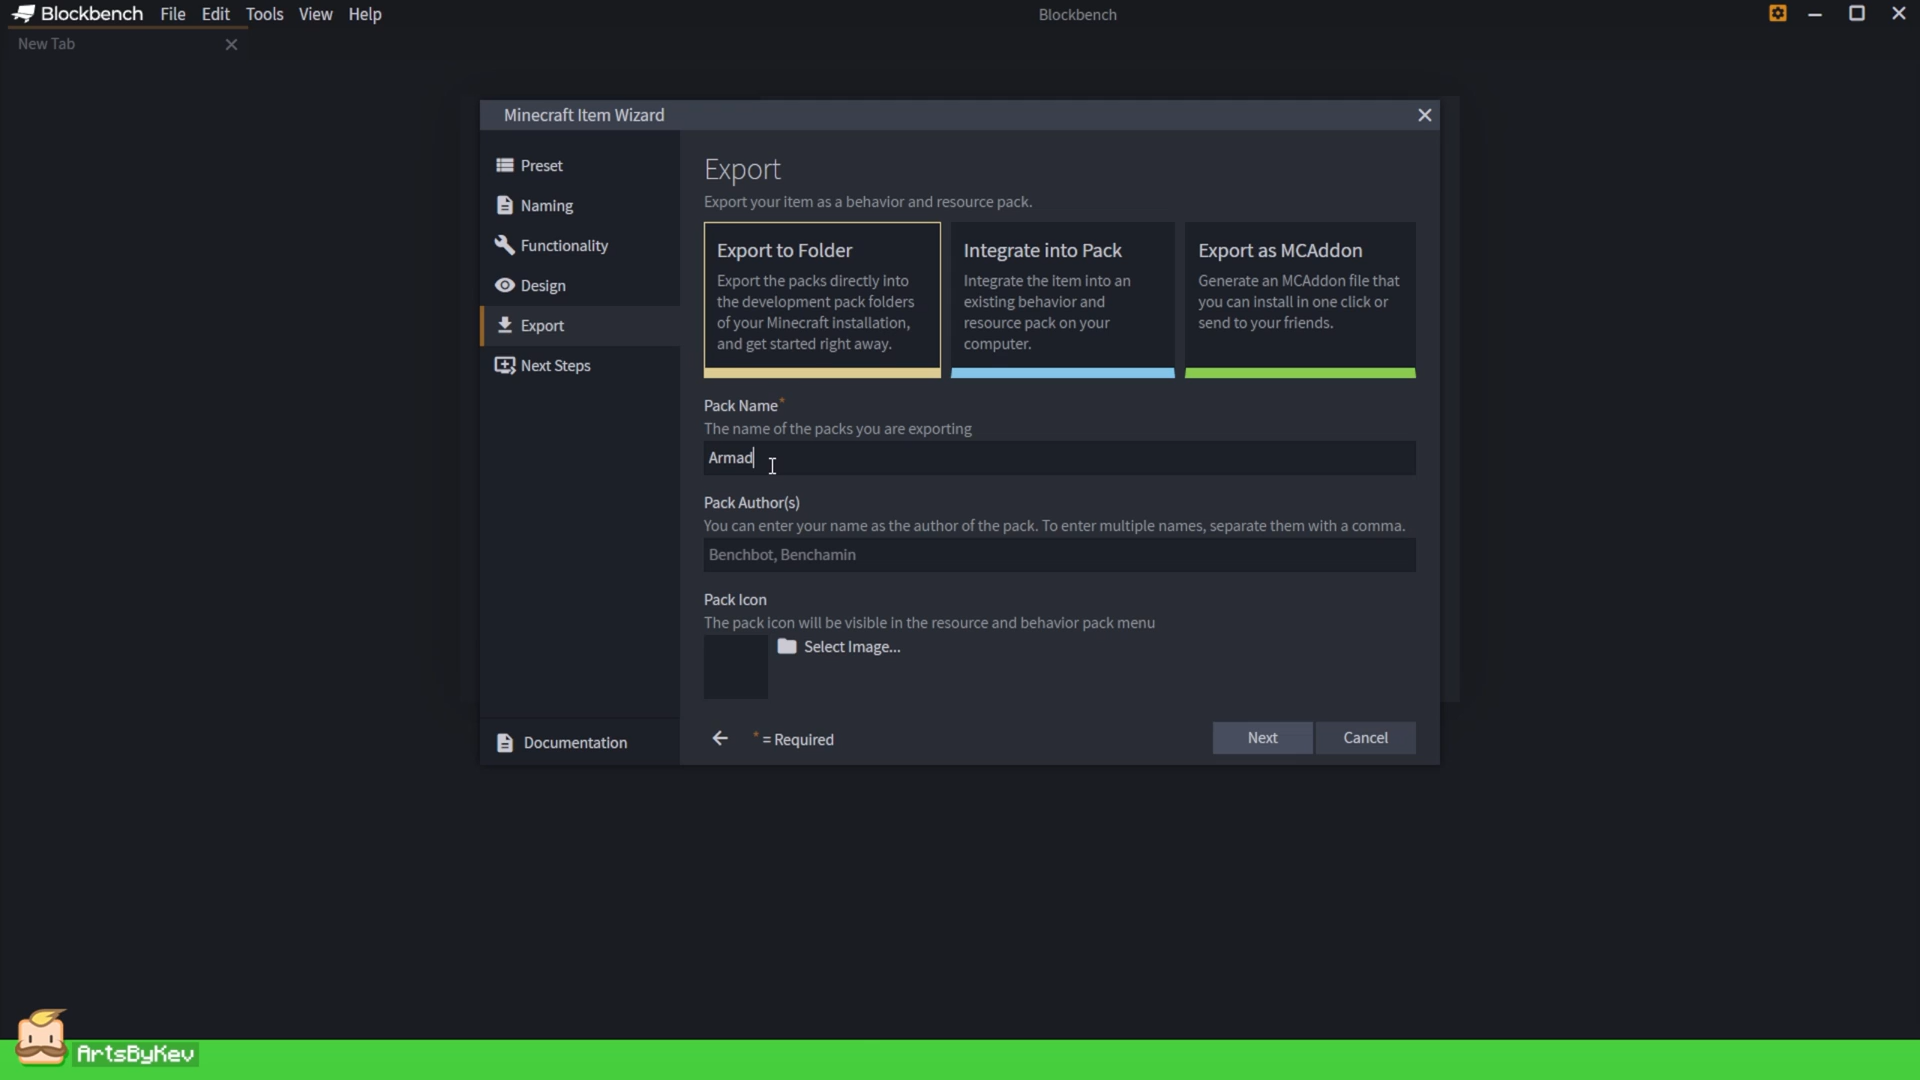 Blockbench File Edit Tools View Help
Blockbench
New Tab
Minecraft Item Wizard
Preset
Naming
Functionality
Design
Export
Next Steps
Documentation
Export
Export your item as a behavior and resource pack.
Export to Folder
Export the packs directly into
the development pack folders
of your Minecraft installation,
and get started right away.
Integrate into Pack
Integrate the item into an
existing behavior and
resource pack on your
computer.
Export as MCAddon
Generate an MCAddon file that
you can install in one click or
send to your friends.
Pack Name*
The name of the packs you are exporting
Armad
Pack Author(s)
You can enter your name as the author of the pack. To enter multiple names, separate them with a comma.
Benchbot, Benchamin
Pack Icon
The pack icon will be visible in the resource and behavior pack menu
Select Image...
* = Required
Next
Cancel
ArtsByKev